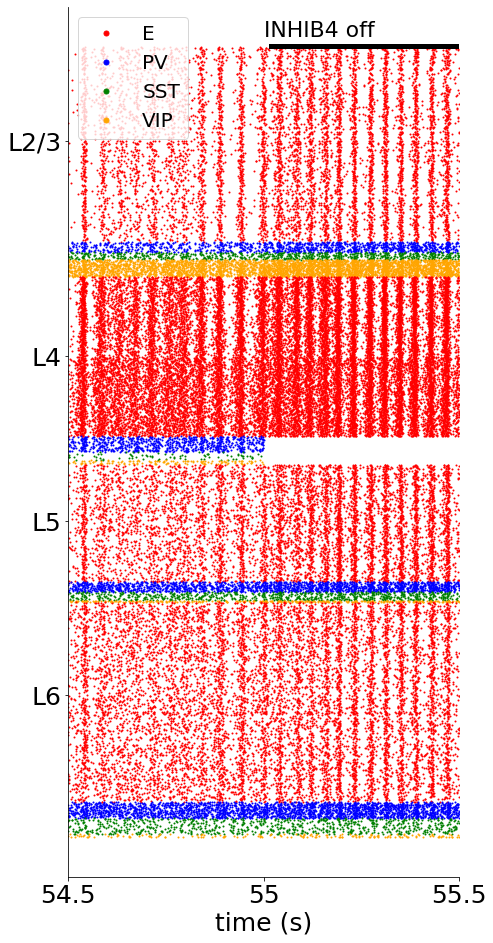 INHIB4 off
E
PV
SST
VIP
L2/3
L4
L5
L6
54.5 55 55.5
time (s)